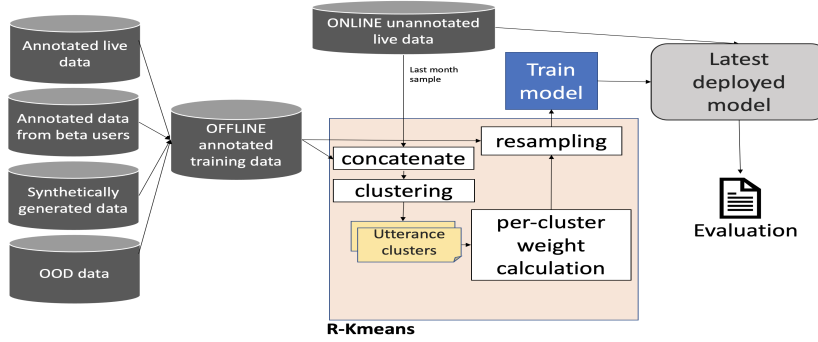 Annotated live
data
Annotated data
from beta users
Synthetically
generated data
OOD data
OFFLINE
annotated
training data
ONLINE unannotated
live data
Last month
sample
concatenate
clustering
Utterance
clusters
per-cluster
weight
calculation
resampling
Train
model
R-Kmeans
Latest
deployed
model
Evaluation